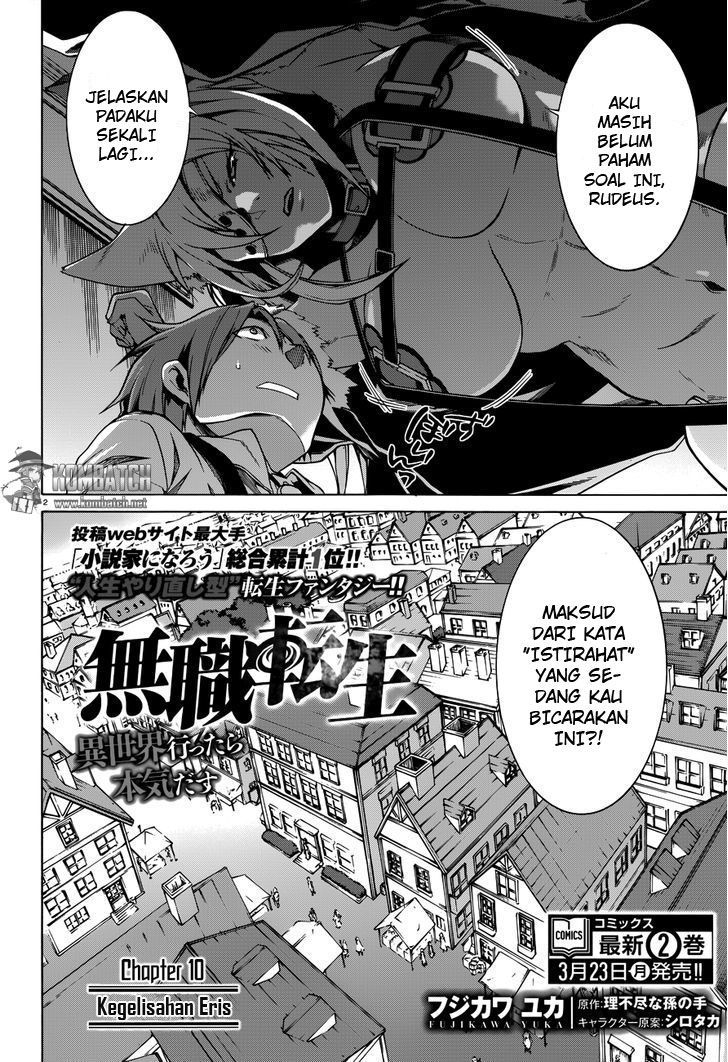 AKU
MASIH
BELUM
PAHAM
SOAL INI,
RUDEUS.
JELASKAN
PADAKU
SEKALI
LAGI...
KOMBATCH
www.kombatch.net
2
投稿webサイト最大手
「小説家になろう」総合累計1位!!
“人生やり直し型”転生ファンタジー!!
無職転生
異世界行ったら
本気だす
MAKSUD
DARI KATA
"ISTIRAHAT"
YANG SE-
DANG KAU
BICARAKAN
INI?!
Chapter 10
Kegelisahan Eris
COMICS
コミックス
最新②巻
3月23日(月)発売!!
フジカワ ユカ
FUJIKAWA YUKA
原作:理不尽な孫の手
キャラクター原案:シロタカ